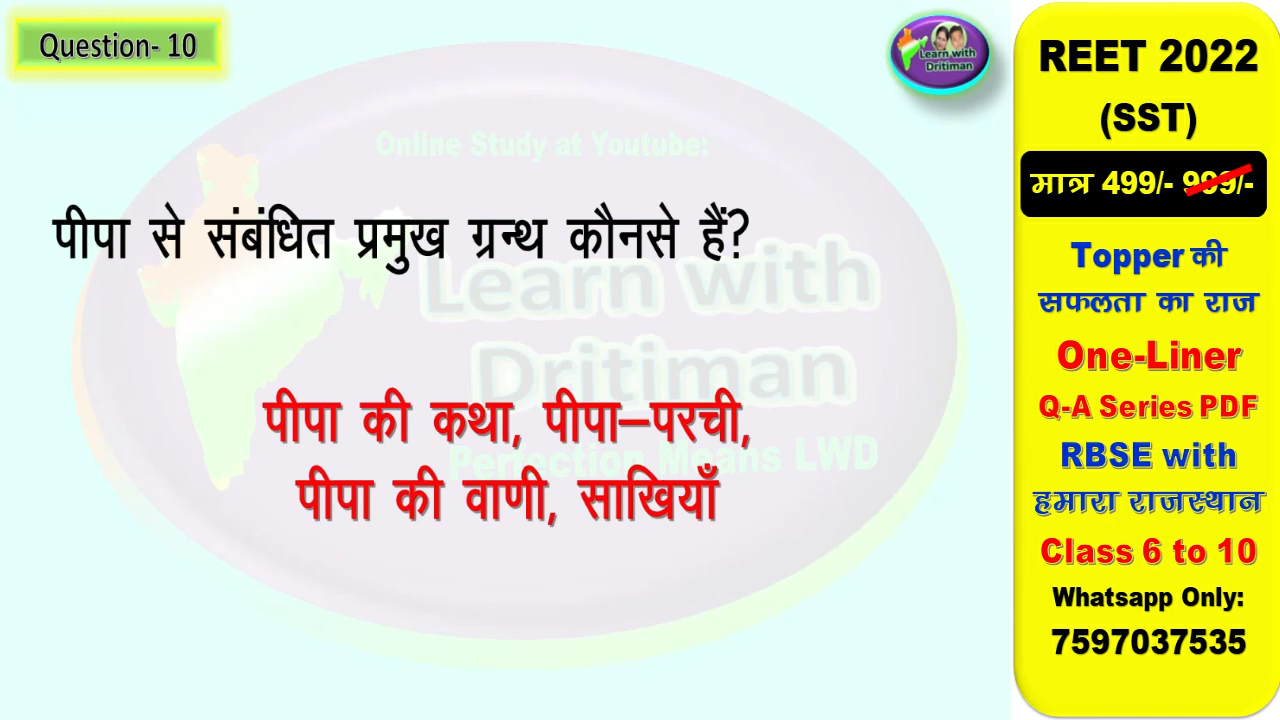 Question- 10
Learn with
Dritiman
Online Study at Youtube:
पीपा से संबंधित प्रमुख ग्रन्थ कौनसे हैं?
Learn with
Dritiman
पीपा की कथा, पीपा–परची,
Perfection Means LWD
पीपा की वाणी, साखियाँ
REET 2022
(SST)
मात्र 499/- 999/-
Topper की
सफलता का राज
One-Liner
Q-A Series PDF
RBSE with
हमारा राजस्थान
Class 6 to 10
Whatsapp Only:
7597037535